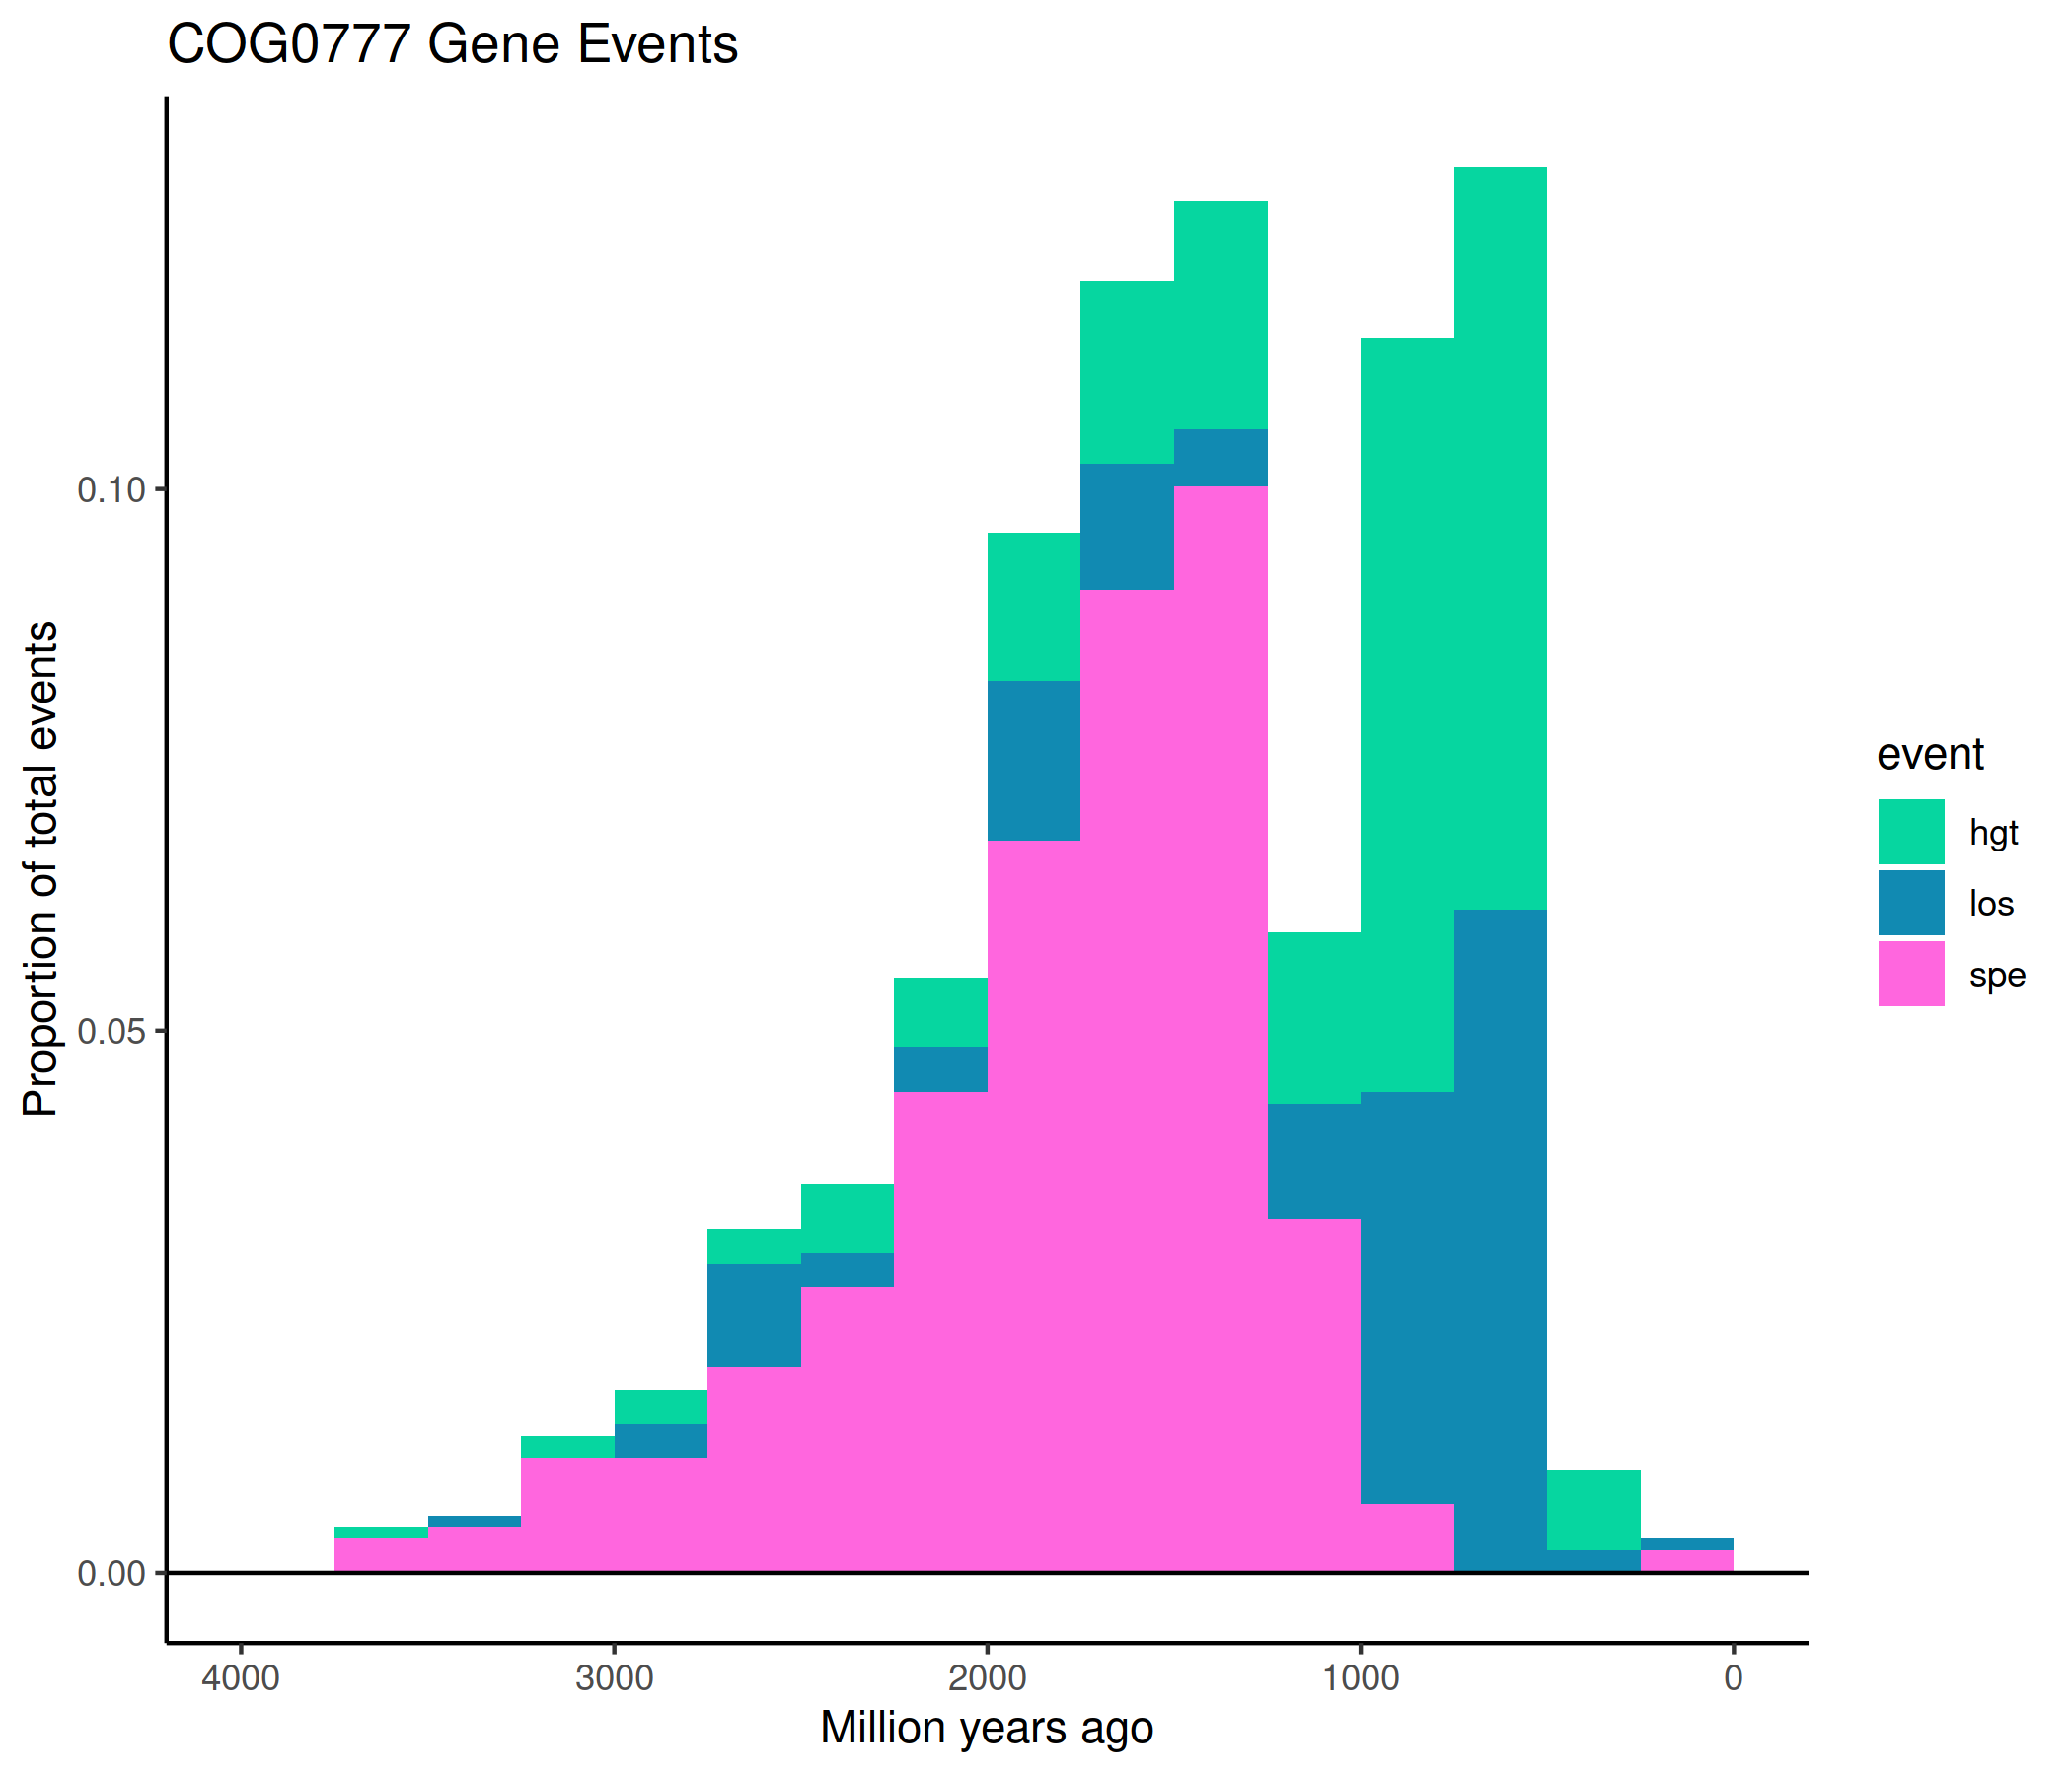 COG0777 Gene Events
Proportion of total events
0.10
0.05
0.00
4000 3000 2000 1000 0
Million years ago
event
hgt
los
spe